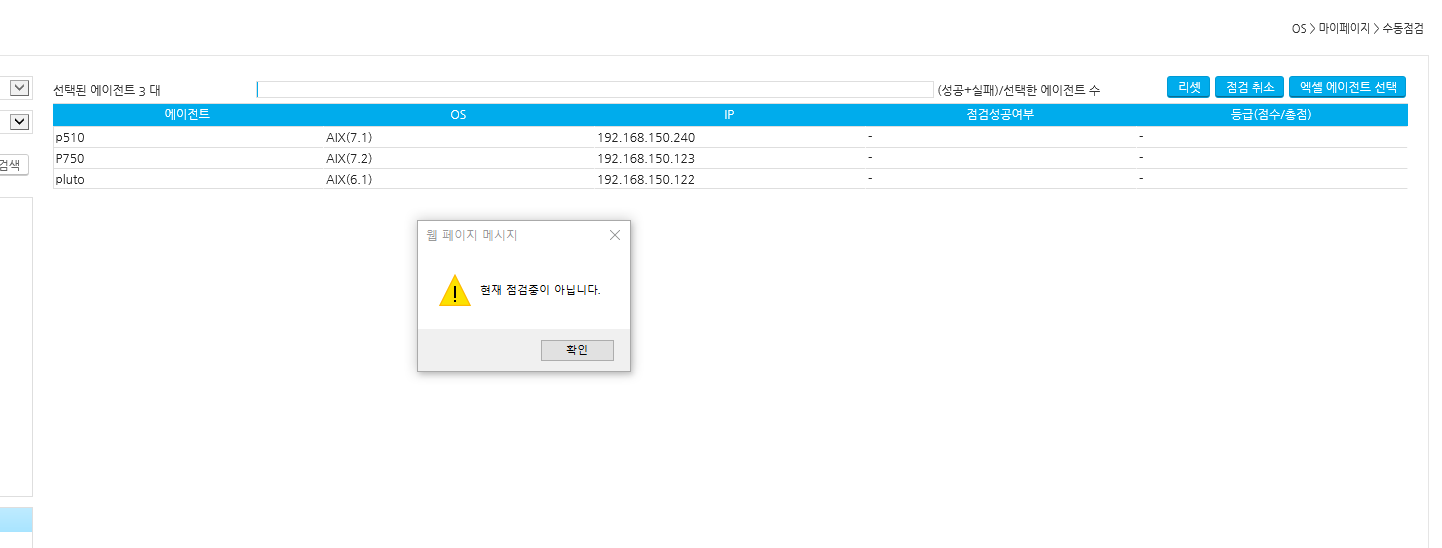 OS > 마이페이지 > 수동점검
선택된 에이전트 3 대
(성공+실패)/선택한 에이전트 수
리셋
점검 취소
엑셀 에이전트 선택
에이전트 OS IP 점검성공여부 등급(점수/총점)
p510 AIX(7.1) 192.168.150.240 - -
P750 AIX(7.2) 192.168.150.123 - -
pluto AIX(6.1) 192.168.150.122 - -
검색
웹 페이지 메시지
현재 점검중이 아닙니다.
확인